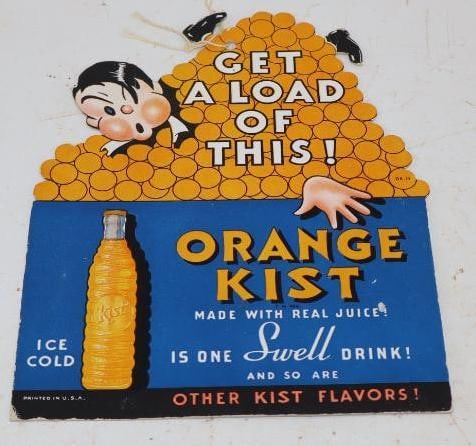 GET
A LOAD
OF
THIS!
ORANGE
KIST
MADE WITH REAL JUICE!
IS ONE Swell DRINK!
AND SO ARE
OTHER KIST FLAVORS!
ICE
COLD
Kist
PRINTED IN U.S.A.